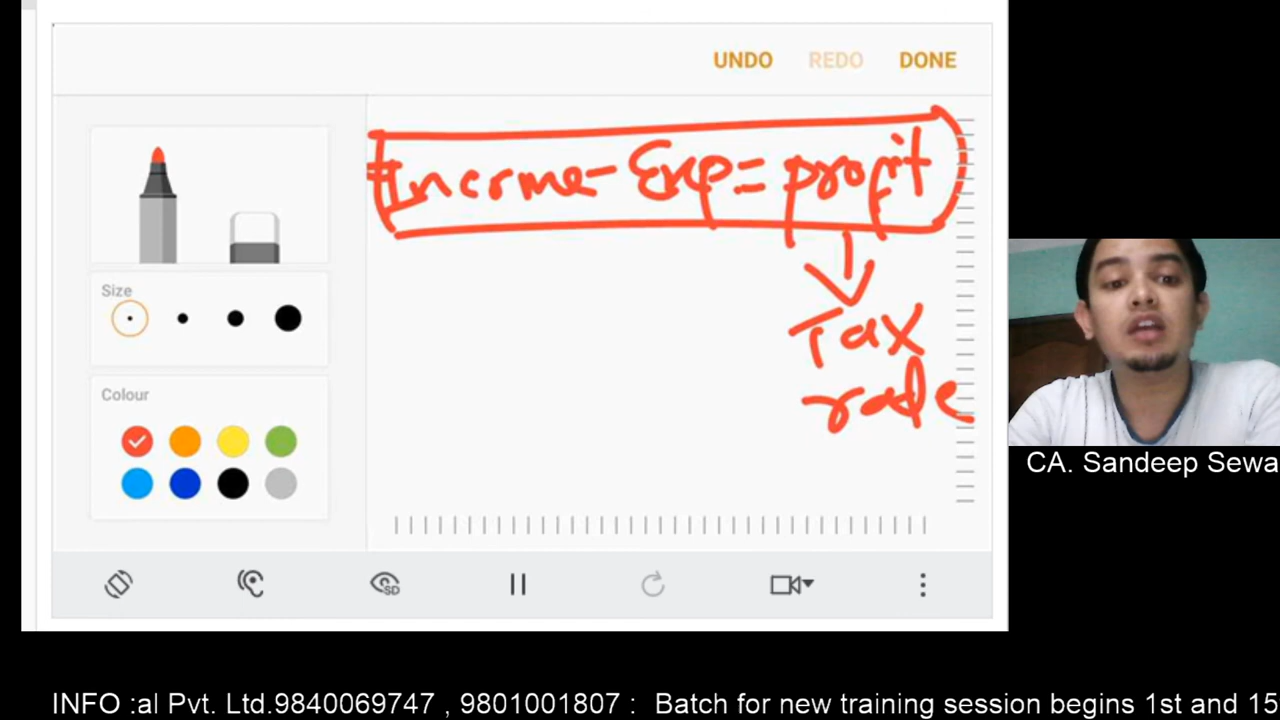 UNDO REDO DONE
Income - Exp = profit
Size
Tax
Colour
rate
SD
CA. Sandeep Sewa
INFO :al Pvt. Ltd.9840069747 , 9801001807 : Batch for new training session begins 1st and 15